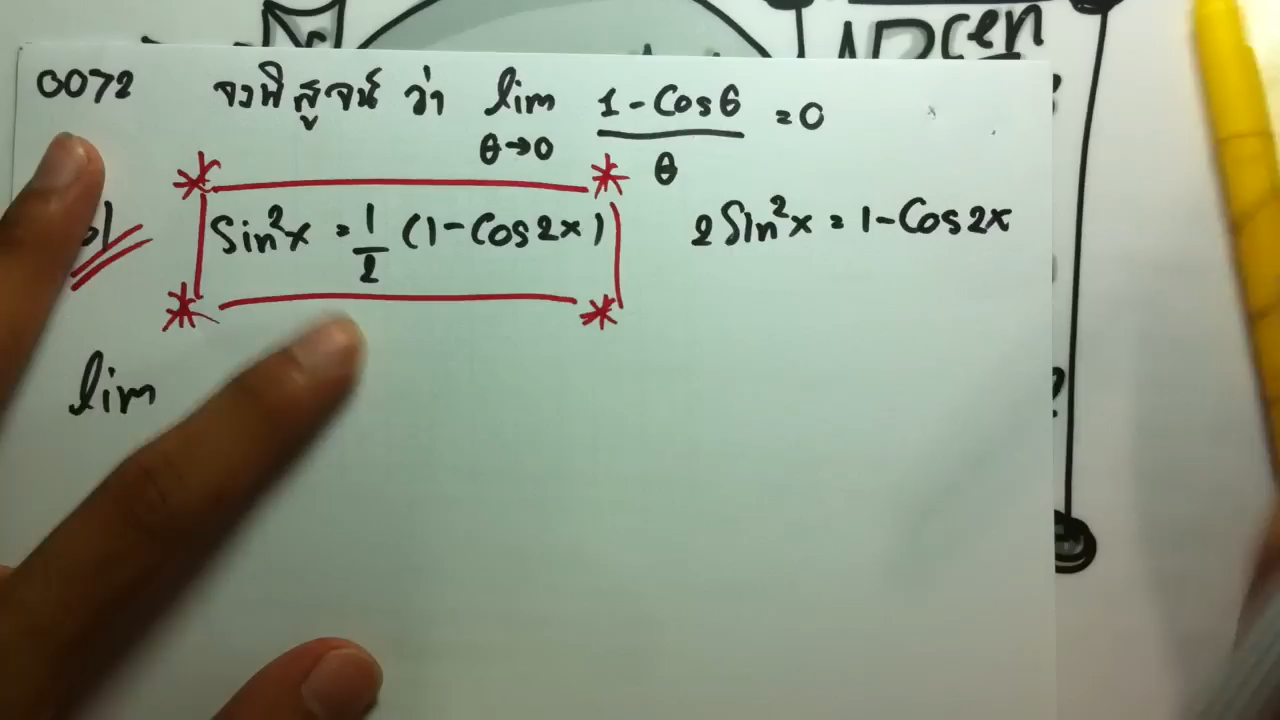 0072 จงพิสูจน์ ว่า lim 1-Cosθ = 0
θ→0 θ
Sin²x = 1/2 (1-Cos2x) 2Sin²x = 1-Cos2x
lim